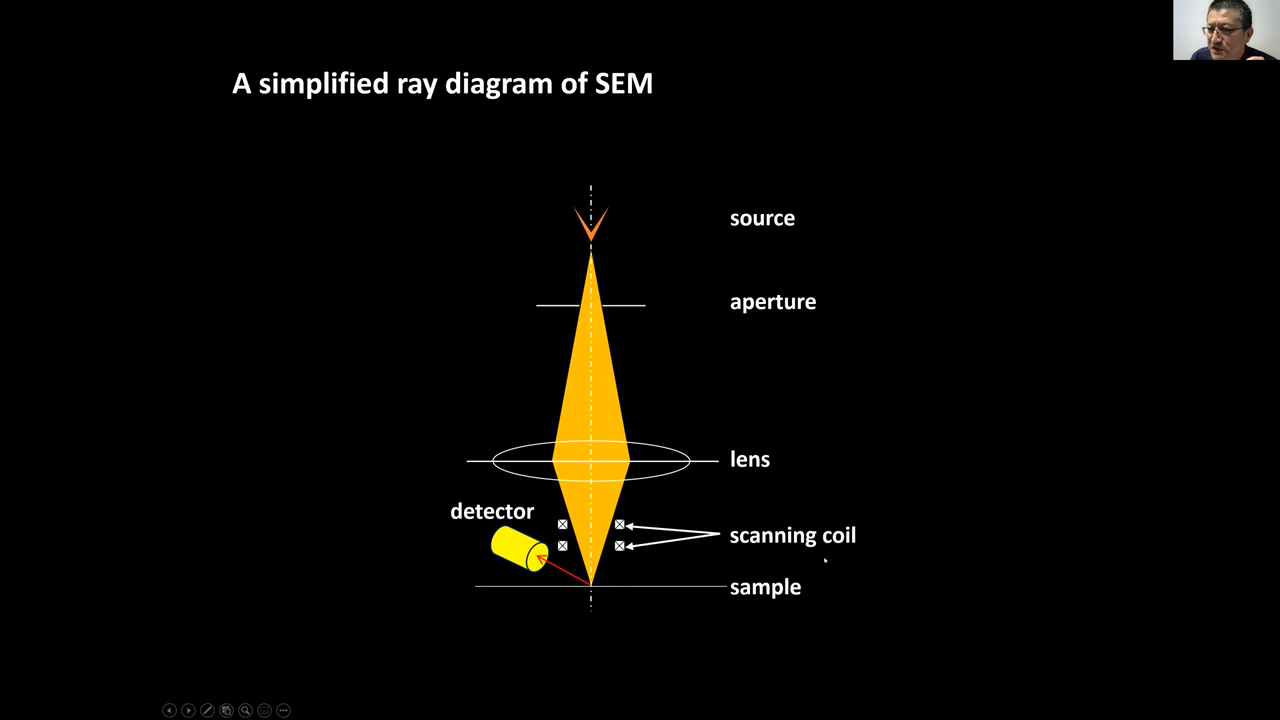 A simplified ray diagram of SEM
source
aperture
lens
detector
scanning coil
sample